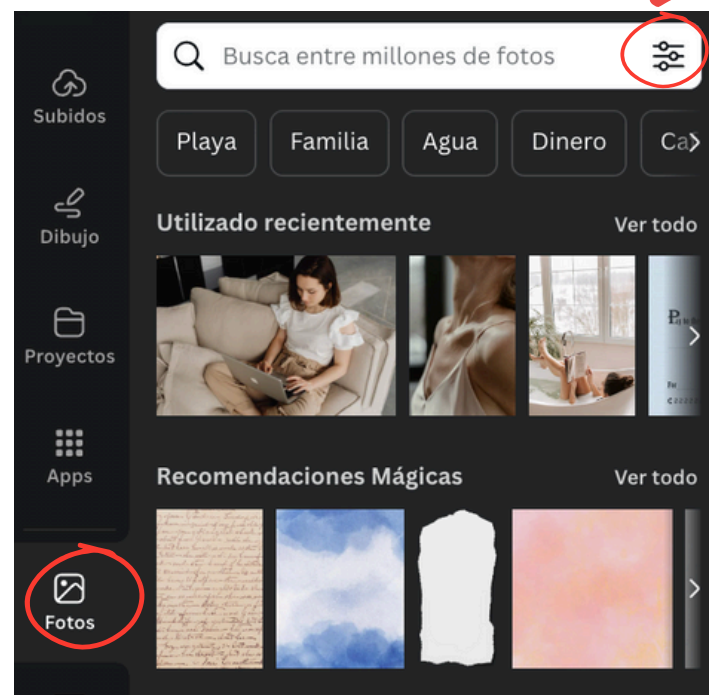 Busca entre millones de fotos
Subidos
Playa
Familia
Agua
Dinero
Utilizado recientemente
Ver todo
Dibujo
Proyectos
Recomendaciones Mágicas
Ver todo
Apps
Fotos